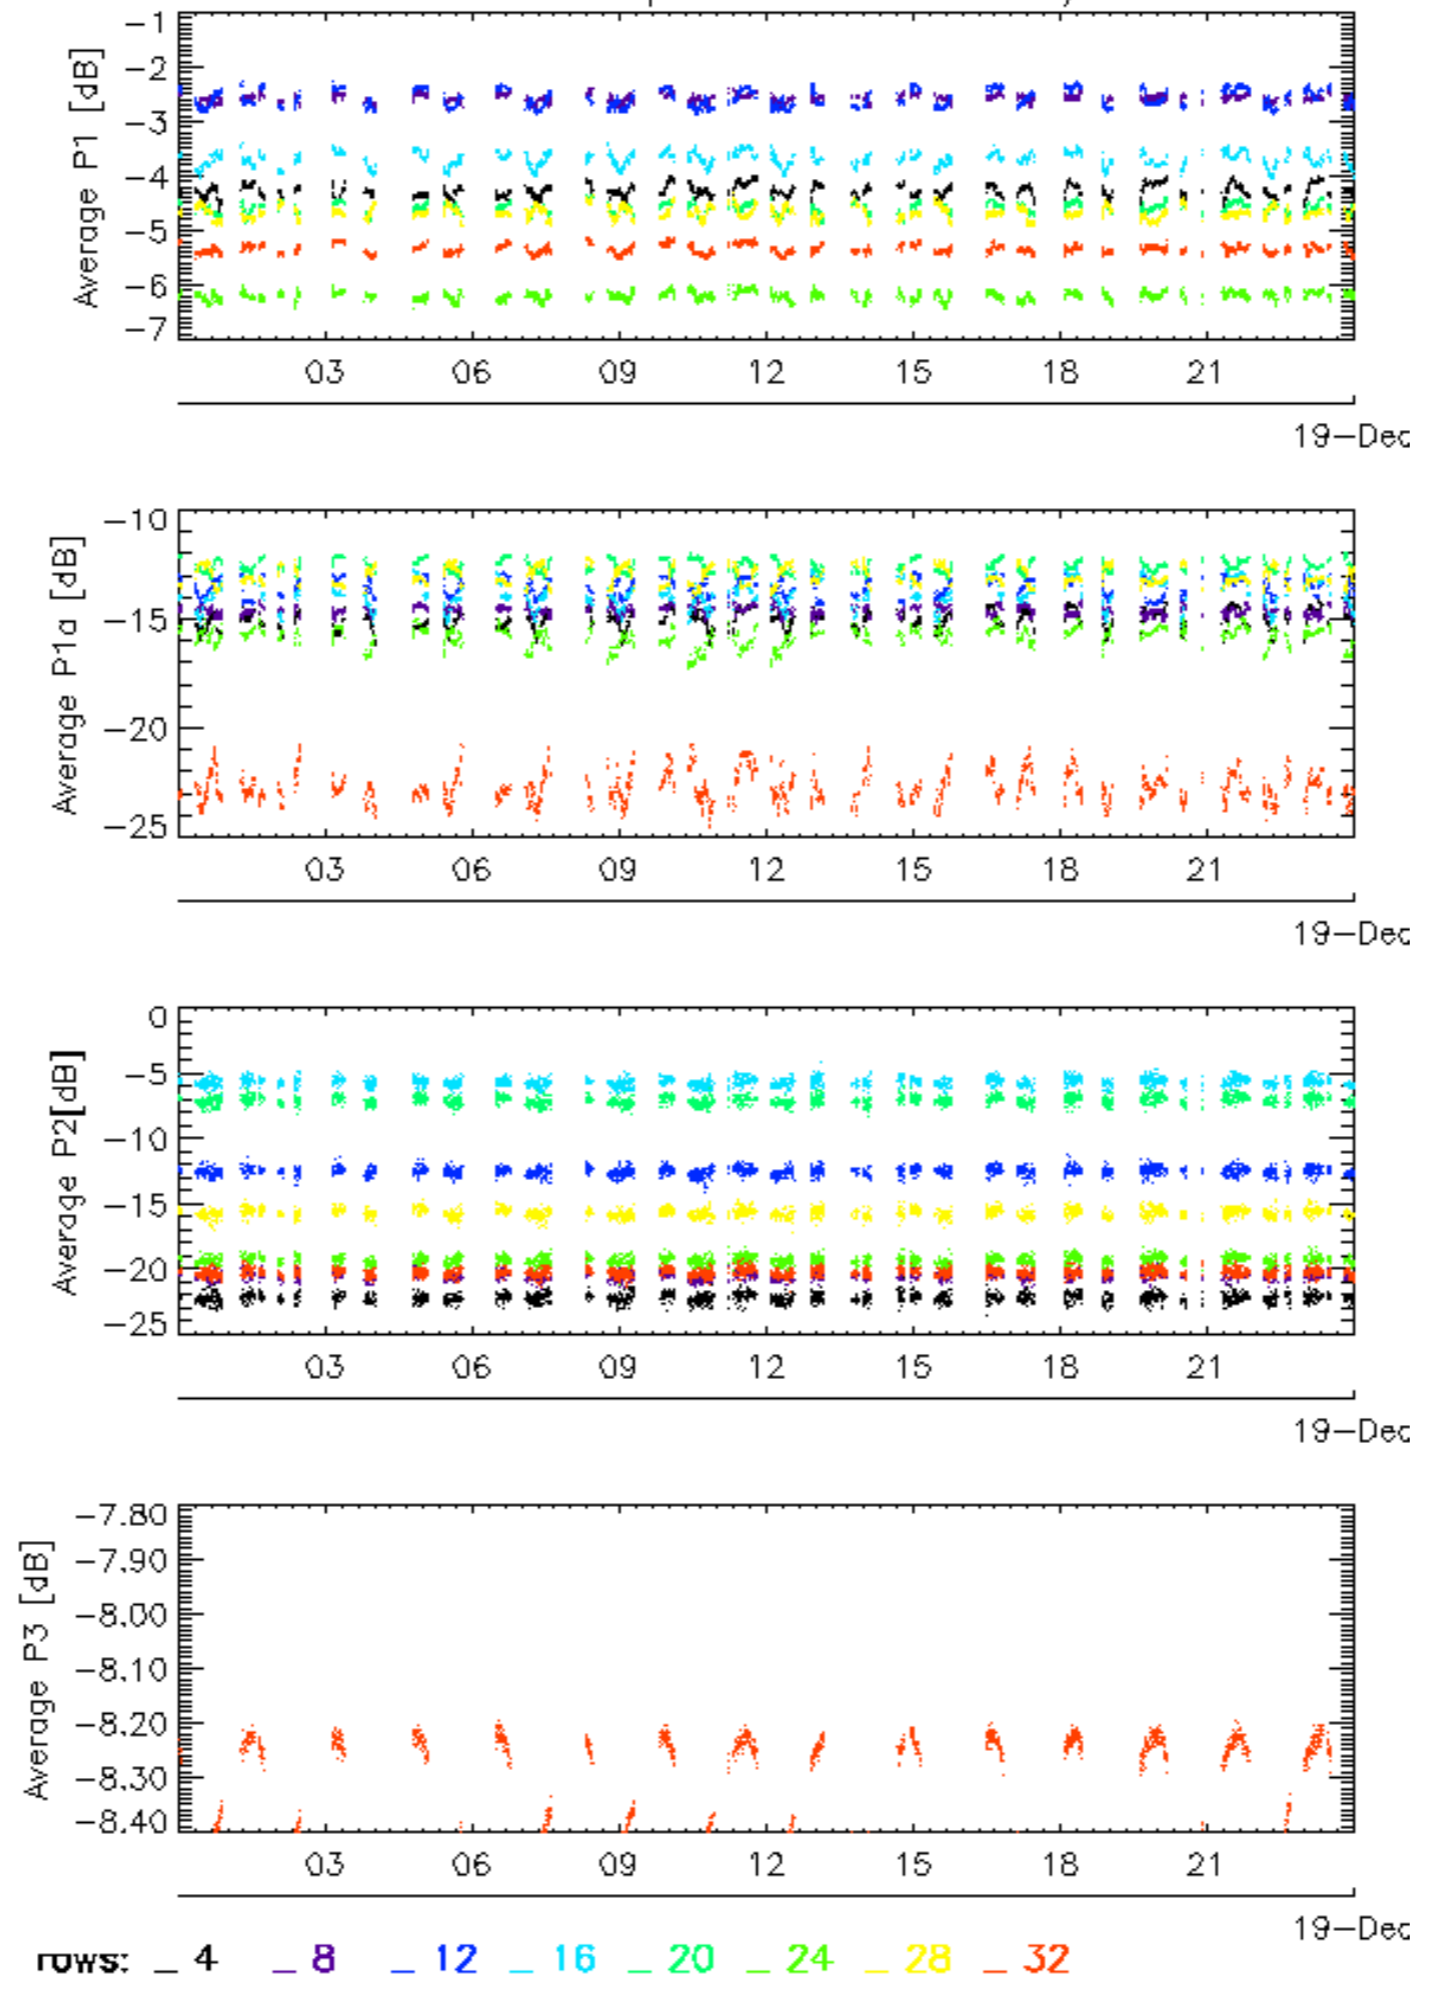 −1
−2
−3
−4
−5
−6
−7
Average P1 [dB]
03 06 09 12 15 18 21
19−Dec
−10
−15
−20
−25
Average P1a [dB]
03 06 09 12 15 18 21
19−Dec
0
−5
−10
−15
−20
−25
Average P2[dB]
03 06 09 12 15 18 21
19−Dec
−7.80
−7.90
−8.00
−8.10
−8.20
−8.30
−8.40
Average P3 [dB]
03 06 09 12 15 18 21
19−Dec
rows: _ 4 _ 8 _ 12 _ 16 _ 20 _ 24 _ 28 _ 32